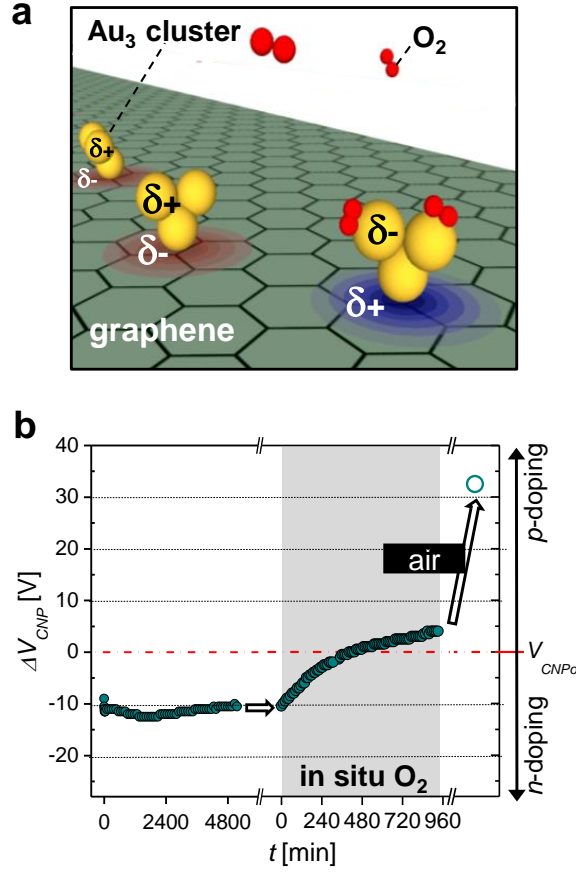 a
Au3 cluster
O2
δ+
δ-
δ+
δ-
δ-
δ+
graphene
b
40
30
20
10
0
-10
-20
ΔVCNP [V]
air
in situ O2
p-doping
VCNPo
n-doping
0 2400 4800 0 240 480 720 960
t [min]